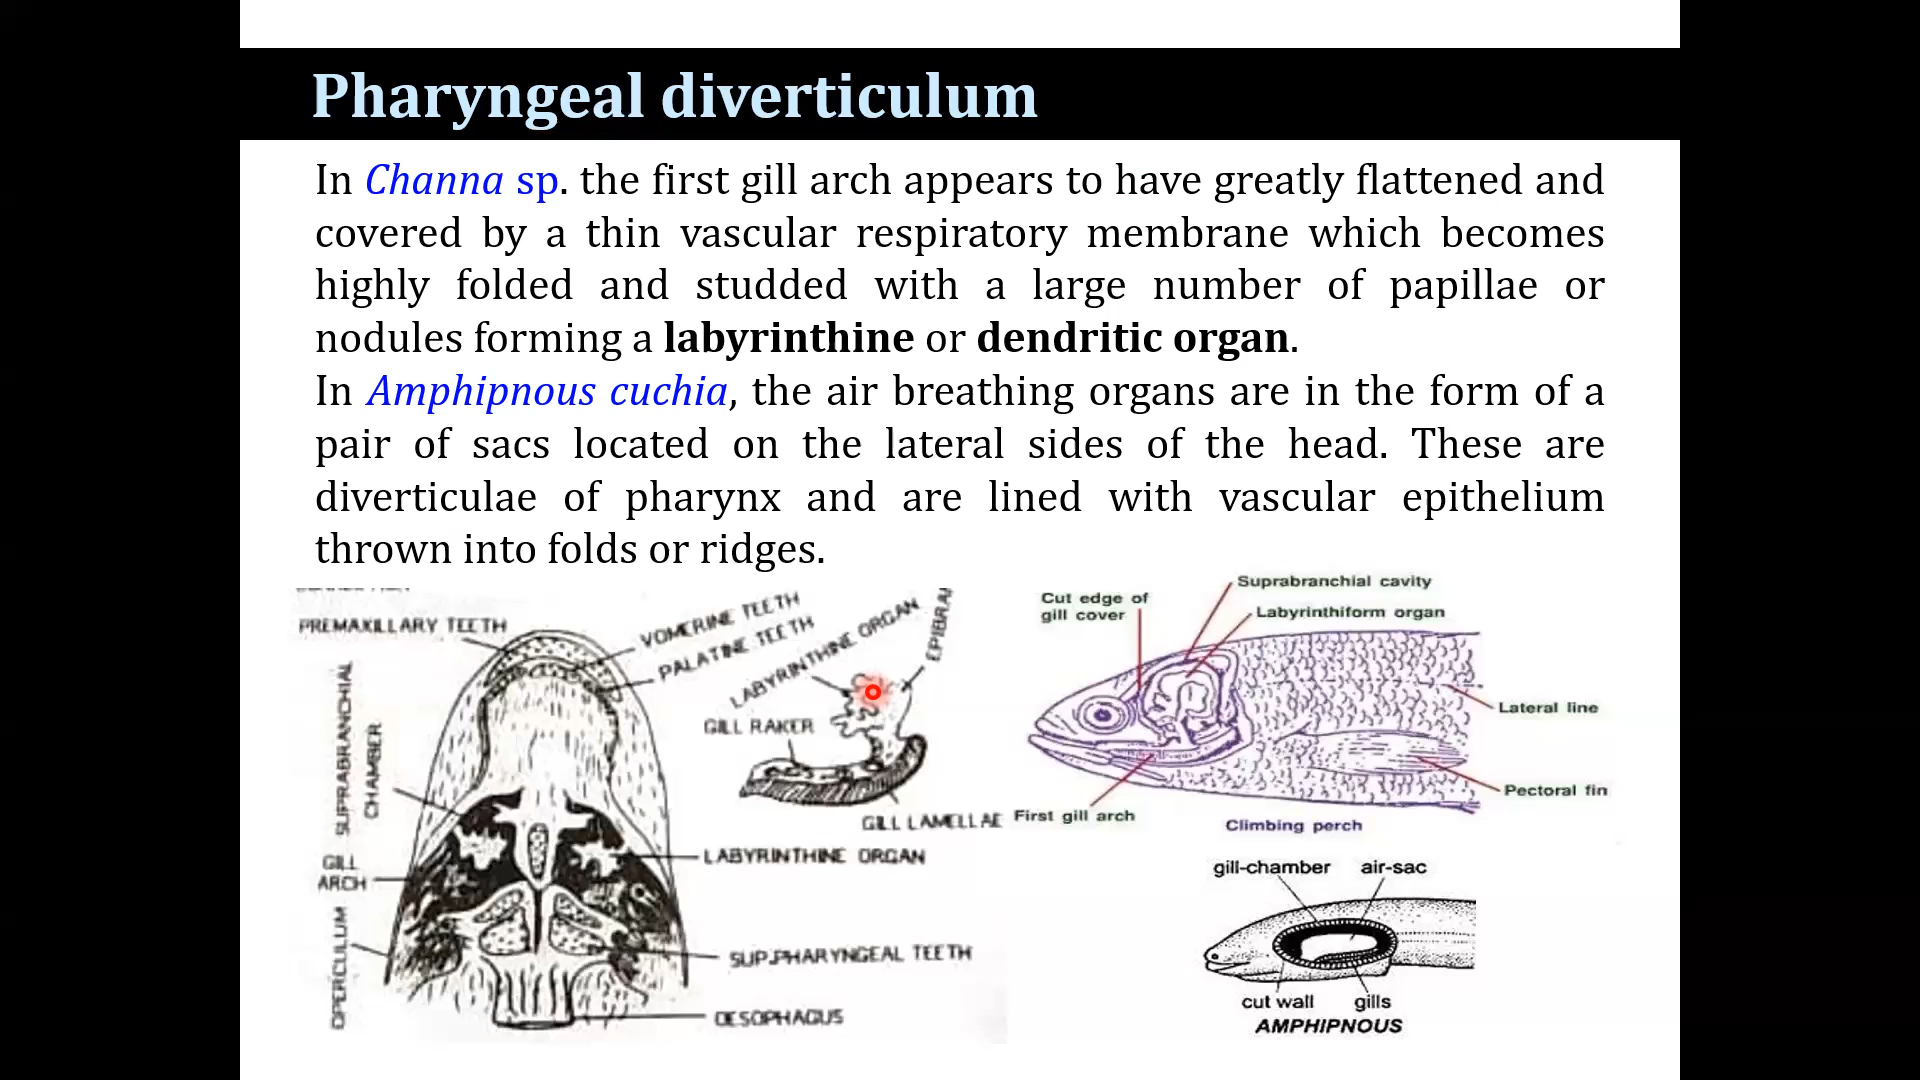 Pharyngeal diverticulum
In Channa sp. the first gill arch appears to have greatly flattened and
covered by a thin vascular respiratory membrane which becomes
highly folded and studded with a large number of papillae or
nodules forming a labyrinthine or dendritic organ.
In Amphipnous cuchia, the air breathing organs are in the form of a
pair of sacs located on the lateral sides of the head. These are
diverticulae of pharynx and are lined with vascular epithelium
thrown into folds or ridges.
PREMAXILLARY TEETH
VOMERINE TEETH
PALATINE TEETH
LABYRINTHINE ORGAN
GILL RAKER
GILL LAMELLAE
SUPRABRANCHIAL
CHAMBER
GILL
ARCH
LABYRINTHINE ORGAN
OPERCULUM
SUP.PHARYNGEAL TEETH
OESOPHAGUS
Suprabranchial cavity
Cut edge of
gill cover
Labyrinthiform organ
Lateral line
Pectoral fin
First gill arch
Climbing perch
gill-chamber
air-sac
cut wall
gills
AMPHIPNOUS